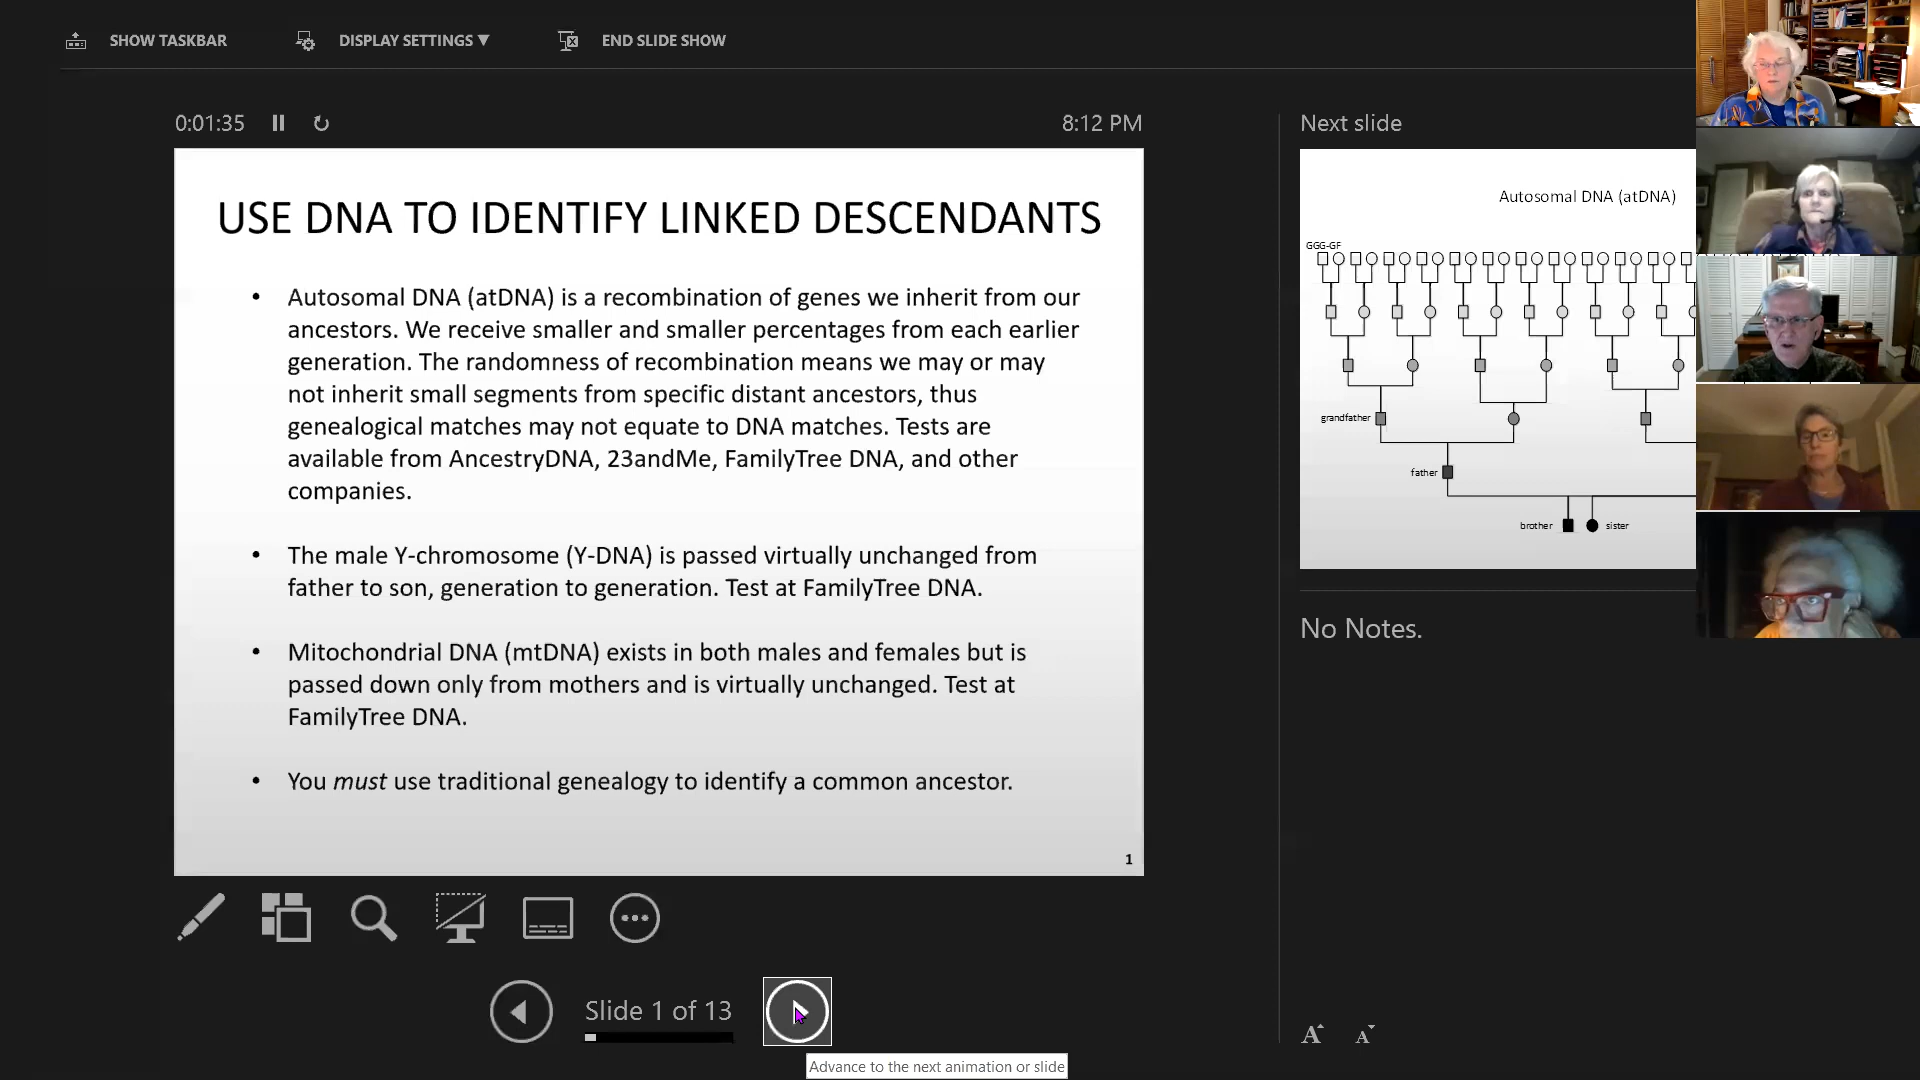 SHOW TASKBAR
DISPLAY SETTINGS ▼
END SLIDE SHOW
0:01:35
8:12 PM
USE DNA TO IDENTIFY LINKED DESCENDANTS
• Autosomal DNA (atDNA) is a recombination of genes we inherit from our
ancestors. We receive smaller and smaller percentages from each earlier
generation. The randomness of recombination means we may or may
not inherit small segments from specific distant ancestors, thus
genealogical matches may not equate to DNA matches. Tests are
available from AncestryDNA, 23andMe, FamilyTree DNA, and other
companies.
• The male Y-chromosome (Y-DNA) is passed virtually unchanged from
father to son, generation to generation. Test at FamilyTree DNA.
• Mitochondrial DNA (mtDNA) exists in both males and females but is
passed down only from mothers and is virtually unchanged. Test at
FamilyTree DNA.
• You must use traditional genealogy to identify a common ancestor.
1
Slide 1 of 13
Advance to the next animation or slide
Next slide
Autosomal DNA (atDNA)
GGG-GF
grandfather
father
brother
sister
No Notes.
A A